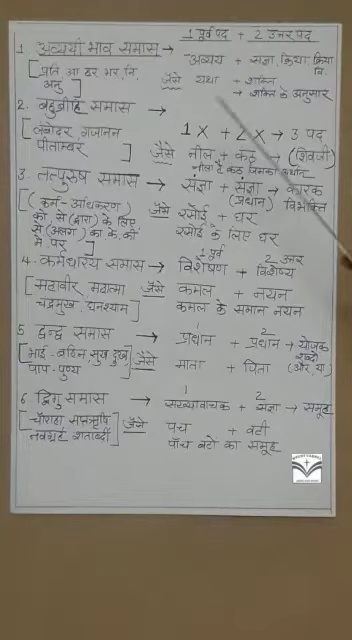 1 पूर्व पद + 2 उत्तर पद
1 अव्ययी भाव समास → अव्यय + संज्ञा, क्रिया, क्रिया वि.
[प्रति आ हर भर, नि, अनु] जैसे यथा + शक्ति
→ शक्ति के अनुसार
2. बहुब्रीहि समास →
1 X + 2 X → 3 पद
[लंबोदर, गजानन पीताम्बर] जैसे नील + कंठ → (शिवजी)
नीला है कंठ जिसका अर्थात
3. तत्पुरुष समास → संज्ञा + संज्ञा → कारक
(प्रधान) विभक्ति
[(कर्म - अधिकरण) जैसे रसोई + घर
को से (द्वारा) के लिए रसोई के लिए घर
से (अलग) का के की
में पर]
1 पूर्व 2 उत्तर
4. कर्मधारय समास → विशेषण + विशेष्य
[महावीर, महात्मा जैसे कमल + नयन
चंद्रमुख, घनश्याम] कमल के समान नयन
1 2
5 द्वन्द्व समास → प्रधान + प्रधान → योजक शब्दो
[भाई - बहिन, सुख दुख जैसे माता + पिता (और, या)
पाप - पुण्य]
1 2
6 द्विगु समास → संख्यावाचक + संज्ञा → समूह
[चौराहा, सप्तऋषि जैसे पंच + वटी
नवग्रह शताब्दी] पाँच वटो का समूह